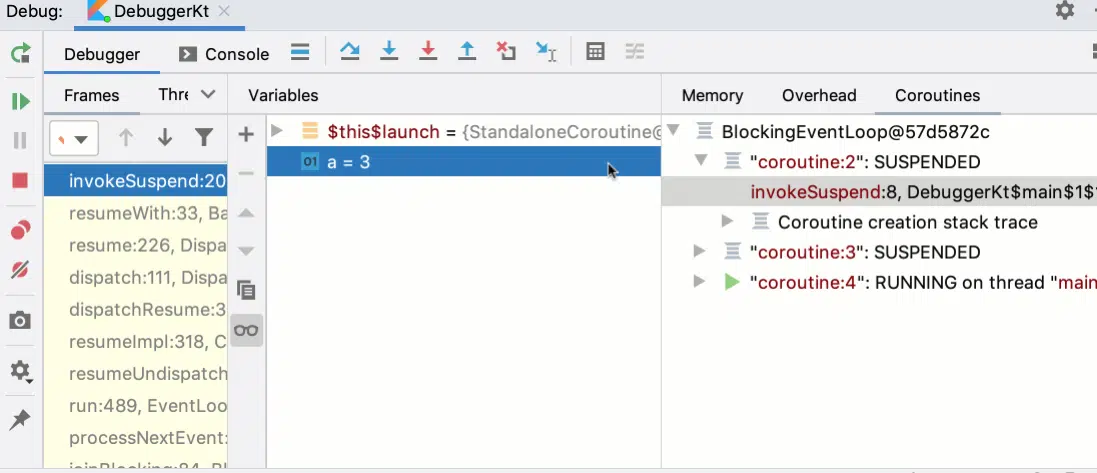 Debug: DebuggerKt
Debugger Console
Frames
Variables
Memory Overhead Coroutines
invokeSuspend:20
resumeWith:33, Ba
resume:226, Dispa
dispatch:111, Dispa
dispatchResume:3
resumeImpl:318, C
resumeUndispatch
run:489, EventLoo
processNextEvent:
$this$launch = {StandaloneCoroutine@
01 a = 3
BlockingEventLoop@57d5872c
"coroutine:2": SUSPENDED
invokeSuspend:8, DebuggerKt$main$1$
Coroutine creation stack trace
"coroutine:3": SUSPENDED
"coroutine:4": RUNNING on thread "main